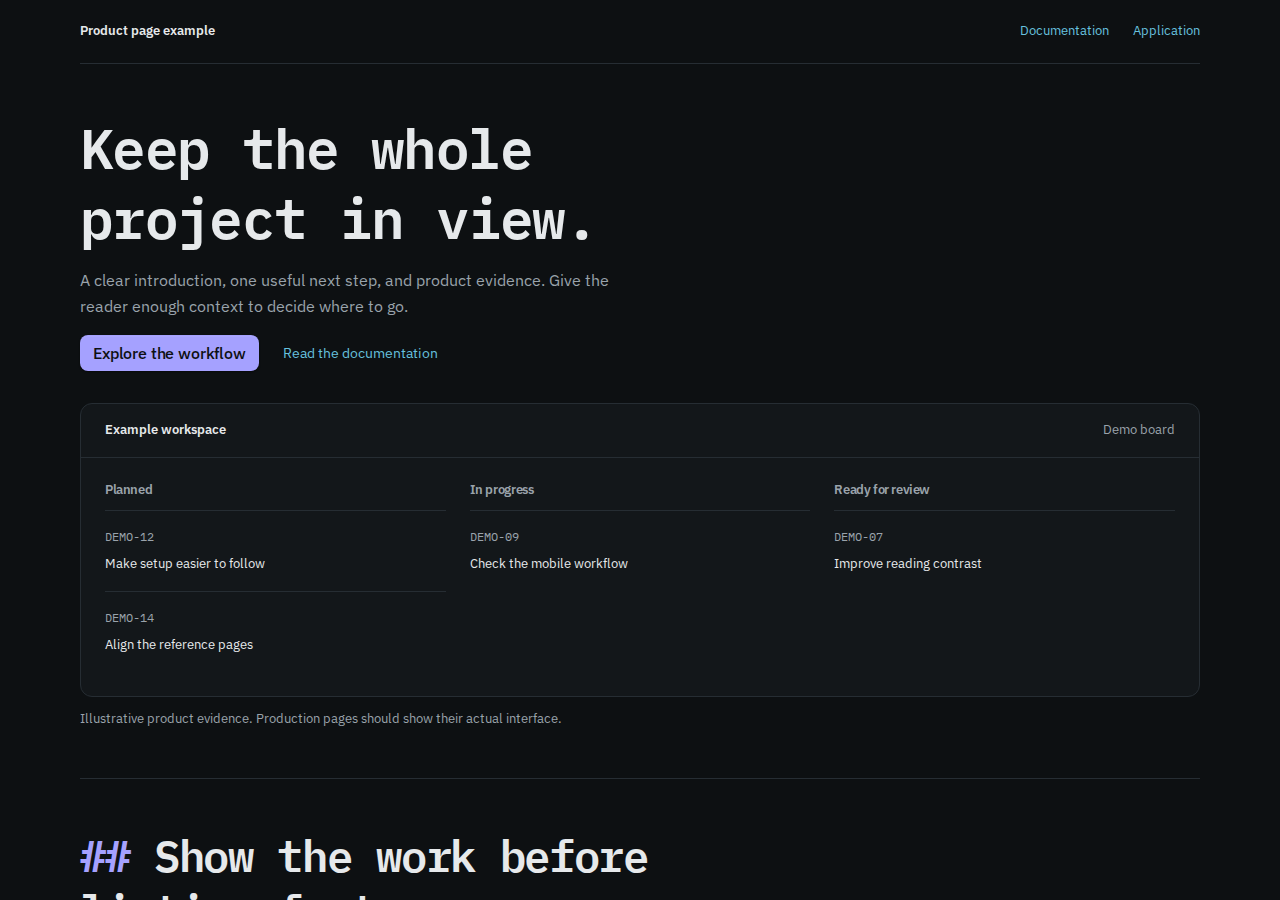 Product page example
Documentation
Application
Keep the whole
project in view.
A clear introduction, one useful next step, and product evidence. Give the
reader enough context to decide where to go.
Explore the workflow
Read the documentation
Example workspace
Demo board
Planned
In progress
Ready for review
DEMO-12
Make setup easier to follow
DEMO-09
Check the mobile workflow
DEMO-07
Improve reading contrast
DEMO-14
Align the reference pages
Illustrative product evidence. Production pages should show their actual interface.
## Show the work before